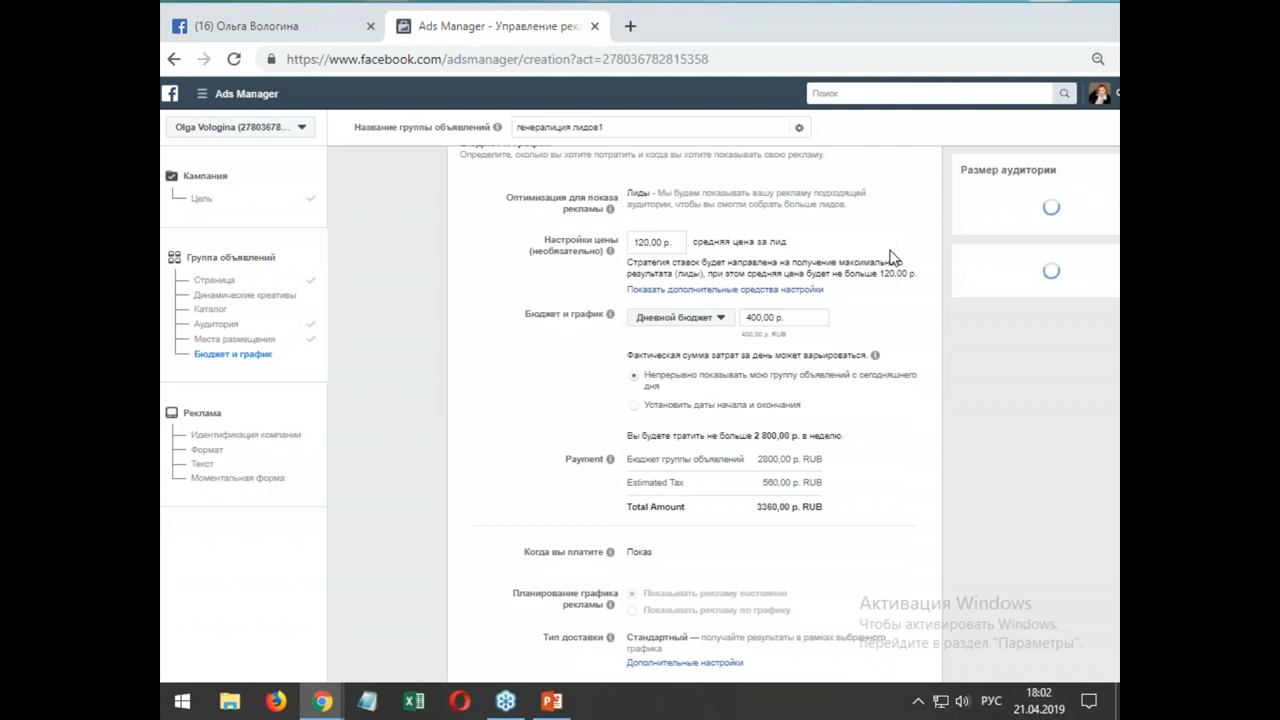 (16) Ольга Вологина
Ads Manager - Управление рек
https://www.facebook.com/adsmanager/creation?act=278036782815358
Ads Manager
Поиск
Olga Vologina (27803678...
Название группы объявлений
генералиция лидов1
Определите, сколько вы хотите потратить и когда вы хотите показывать свою рекламу.
Кампания
Цель
Группа объявлений
Страница
Динамические креативы
Каталог
Аудитория
Места размещения
Бюджет и график
Реклама
Идентификация компании
Формат
Текст
Моментальная форма
Оптимизация для показа
рекламы
Лиды - Мы будем показывать вашу рекламу подходящей
аудитории, чтобы вы смогли собрать больше лидов.
Настройки цены
(необязательно)
120,00 р.
средняя цена за лид
Стратегия ставок будет направлена на получение максимального
результата (лиды), при этом средняя цена будет не больше 120,00 р.
Показать дополнительные средства настройки
Бюджет и график
Дневной бюджет
400,00 р.
400,00 р. RUB
Фактическая сумма затрат за день может варьироваться.
Непрерывно показывать мою группу объявлений с сегодняшнего
дня
Установить даты начала и окончания
Вы будете тратить не больше 2 800,00 р. в неделю.
Payment
Бюджет группы объявлений 2800,00 р. RUB
Estimated Tax 560,00 р. RUB
Total Amount 3360,00 р. RUB
Когда вы платите
Показ
Планирование графика
рекламы
Показывать рекламу постоянно
Показывать рекламу по графику
Тип доставки
Стандартный — получайте результаты в рамках выбранного
графика
Дополнительные настройки
Размер аудитории
Активация Windows
Чтобы активировать Windows,
перейдите в раздел "Параметры".
РУС
18:02
21.04.2019